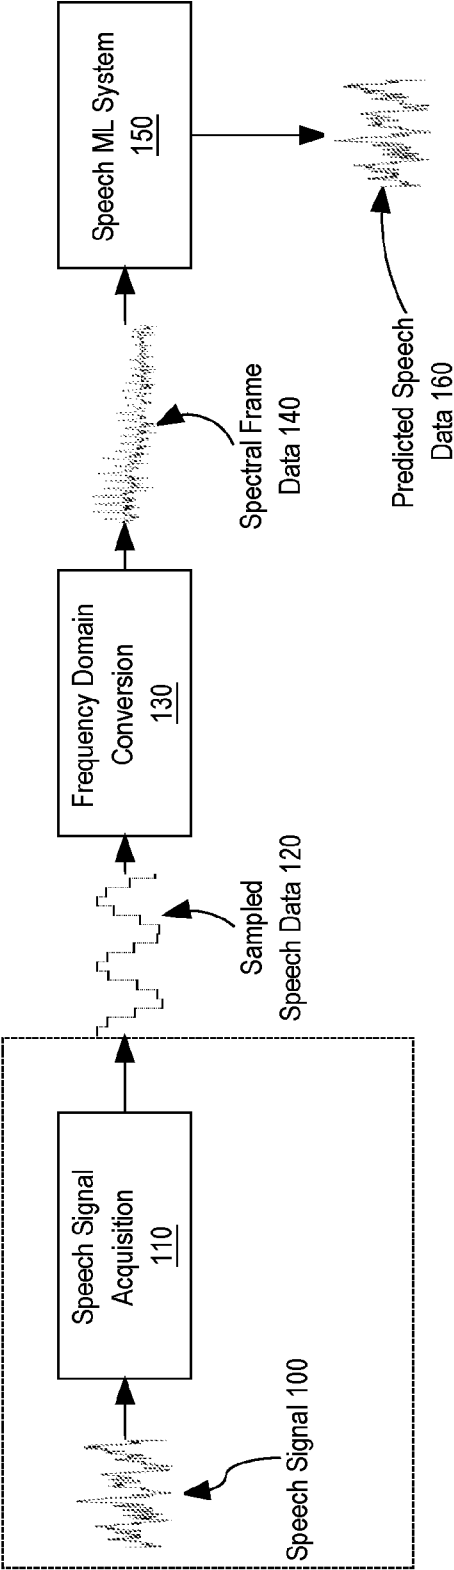 Speech Signal 100
Speech Signal
Acquisition
110
Sampled
Speech Data 120
Frequency Domain
Conversion
130
Spectral Frame
Data 140
Speech ML System
150
Predicted Speech
Data 160